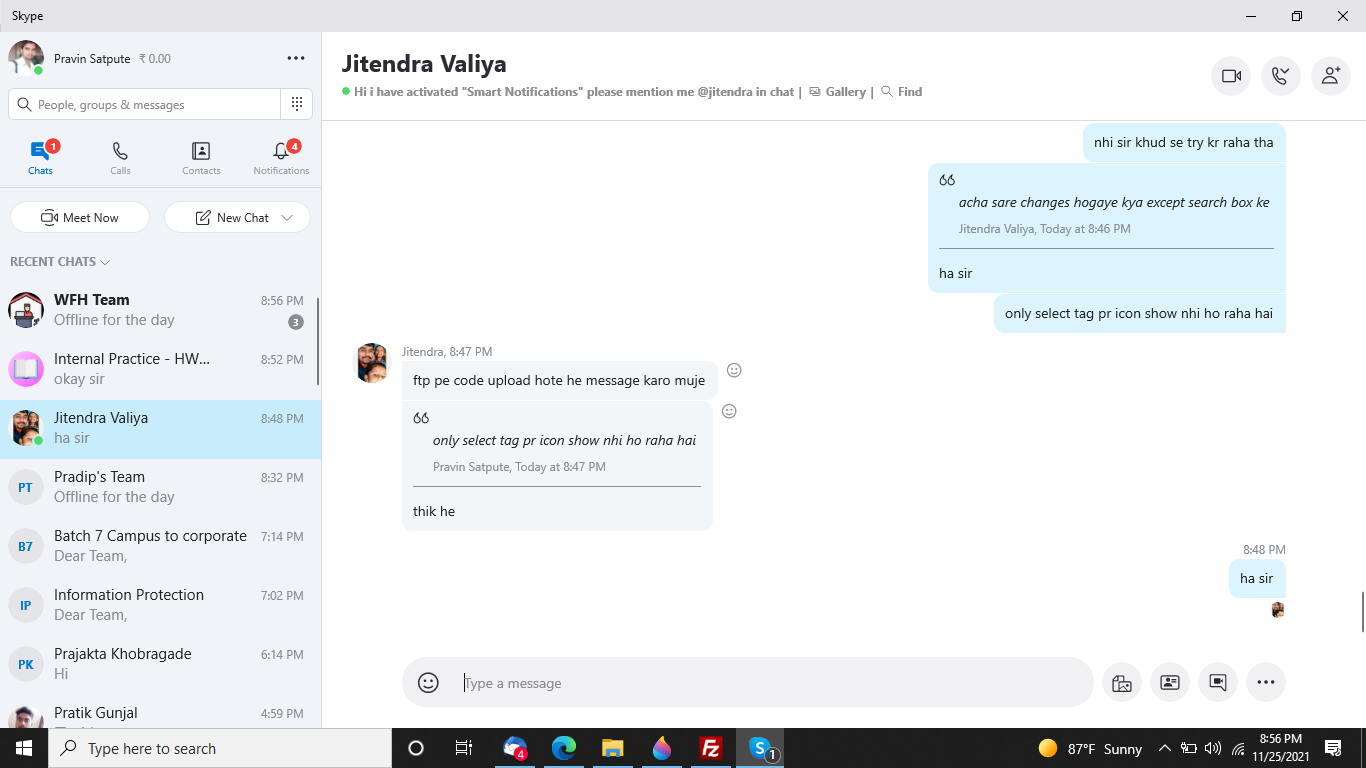 Skype
Pravin Satpute ₹ 0.00
People, groups & messages
Chats 1
Calls
Contacts
Notifications 4
Meet Now
New Chat
RECENT CHATS
WFH Team 8:56 PM
Offline for the day 3
Internal Practice - HW... 8:52 PM
okay sir
Jitendra Valiya 8:48 PM
ha sir
PT Pradip's Team 8:32 PM
Offline for the day
B7 Batch 7 Campus to corporate 7:14 PM
Dear Team,
IP Information Protection 7:02 PM
Dear Team,
PK Prajakta Khobragade 6:14 PM
Hi
Pratik Gunjal 4:59 PM
Jitendra Valiya
Hi i have activated "Smart Notifications" please mention me @jitendra in chat | Gallery | Find
nhi sir khud se try kr raha tha
acha sare changes hogaye kya except search box ke
Jitendra Valiya, Today at 8:46 PM
ha sir
only select tag pr icon show nhi ho raha hai
Jitendra, 8:47 PM
ftp pe code upload hote he message karo muje
only select tag pr icon show nhi ho raha hai
Pravin Satpute, Today at 8:47 PM
thik he
8:48 PM
ha sir
Type a message
Type here to search
4
Fz
S 1
87°F Sunny
8:56 PM
11/25/2021